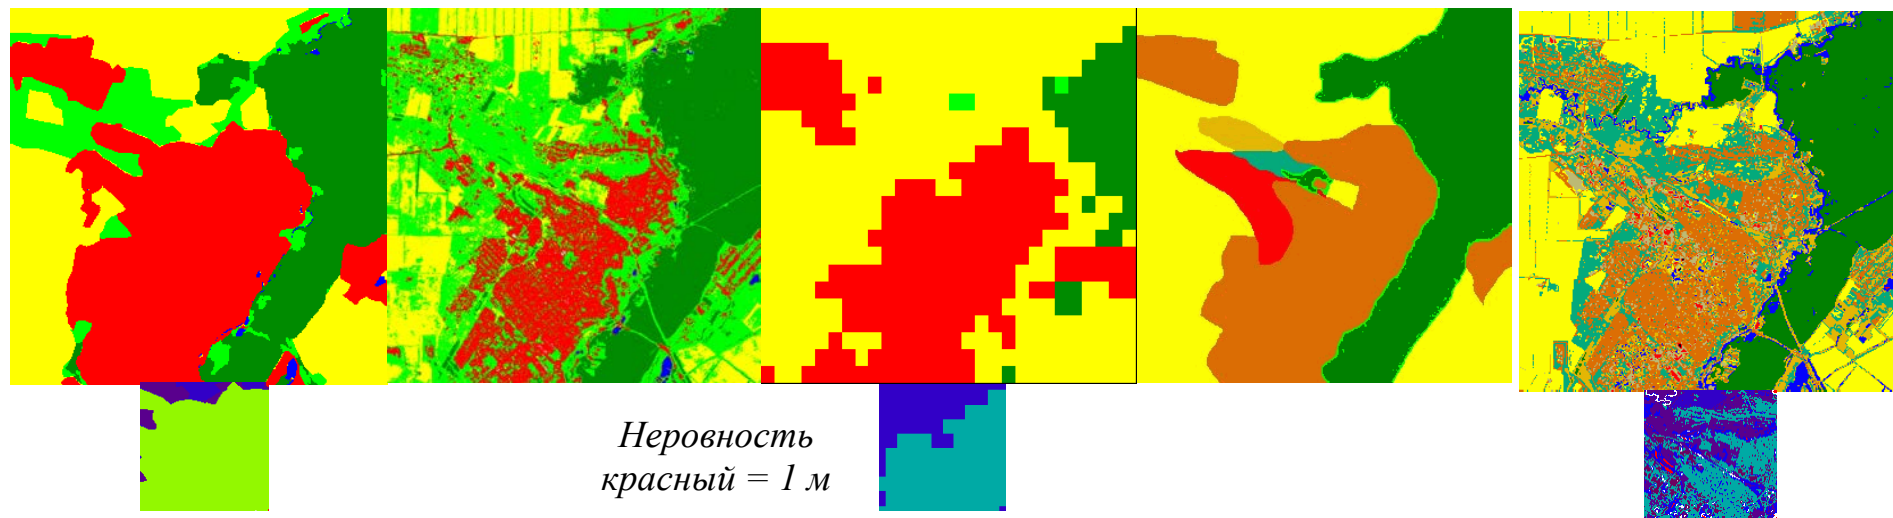 Неровность
красный = 1 м